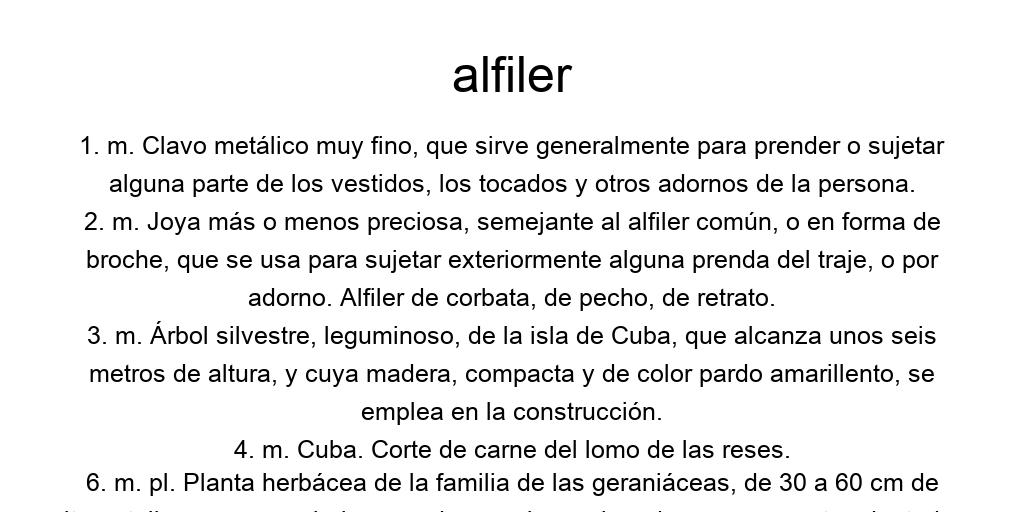 alfiler
1. m. Clavo metálico muy fino, que sirve generalmente para prender o sujetar
alguna parte de los vestidos, los tocados y otros adornos de la persona.
2. m. Joya más o menos preciosa, semejante al alfiler común, o en forma de
broche, que se usa para sujetar exteriormente alguna prenda del traje, o por
adorno. Alfiler de corbata, de pecho, de retrato.
3. m. Árbol silvestre, leguminoso, de la isla de Cuba, que alcanza unos seis
metros de altura, y cuya madera, compacta y de color pardo amarillento, se
emplea en la construcción.
4. m. Cuba. Corte de carne del lomo de las reses.
6. m. pl. Planta herbácea de la familia de las geraniáceas, de 30 a 60 cm de